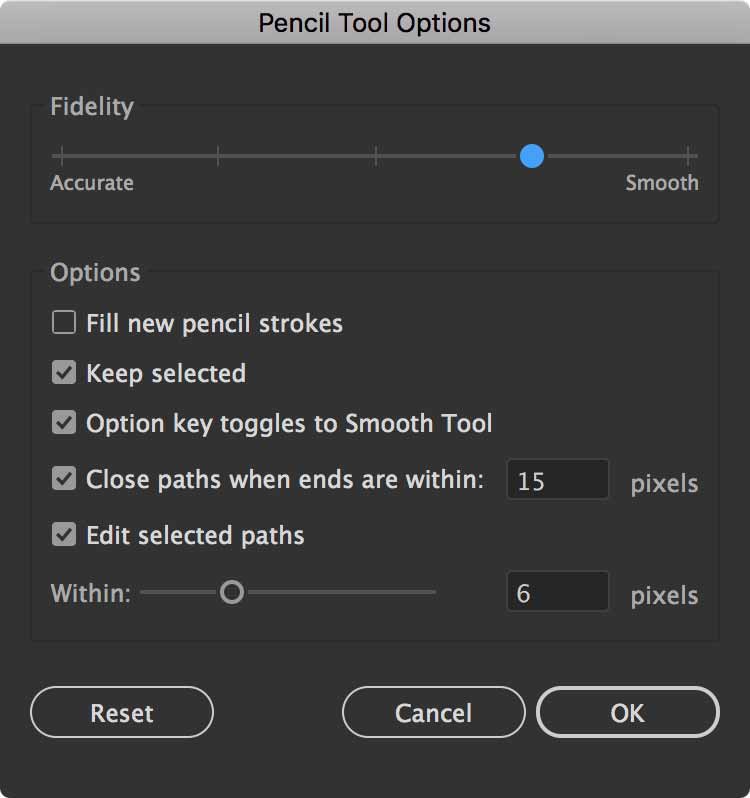 Pencil Tool Options
Fidelity
Accurate Smooth
Options
Fill new pencil strokes
Keep selected
Option key toggles to Smooth Tool
Close paths when ends are within: 15 pixels
Edit selected paths
Within: 6 pixels
Reset Cancel OK